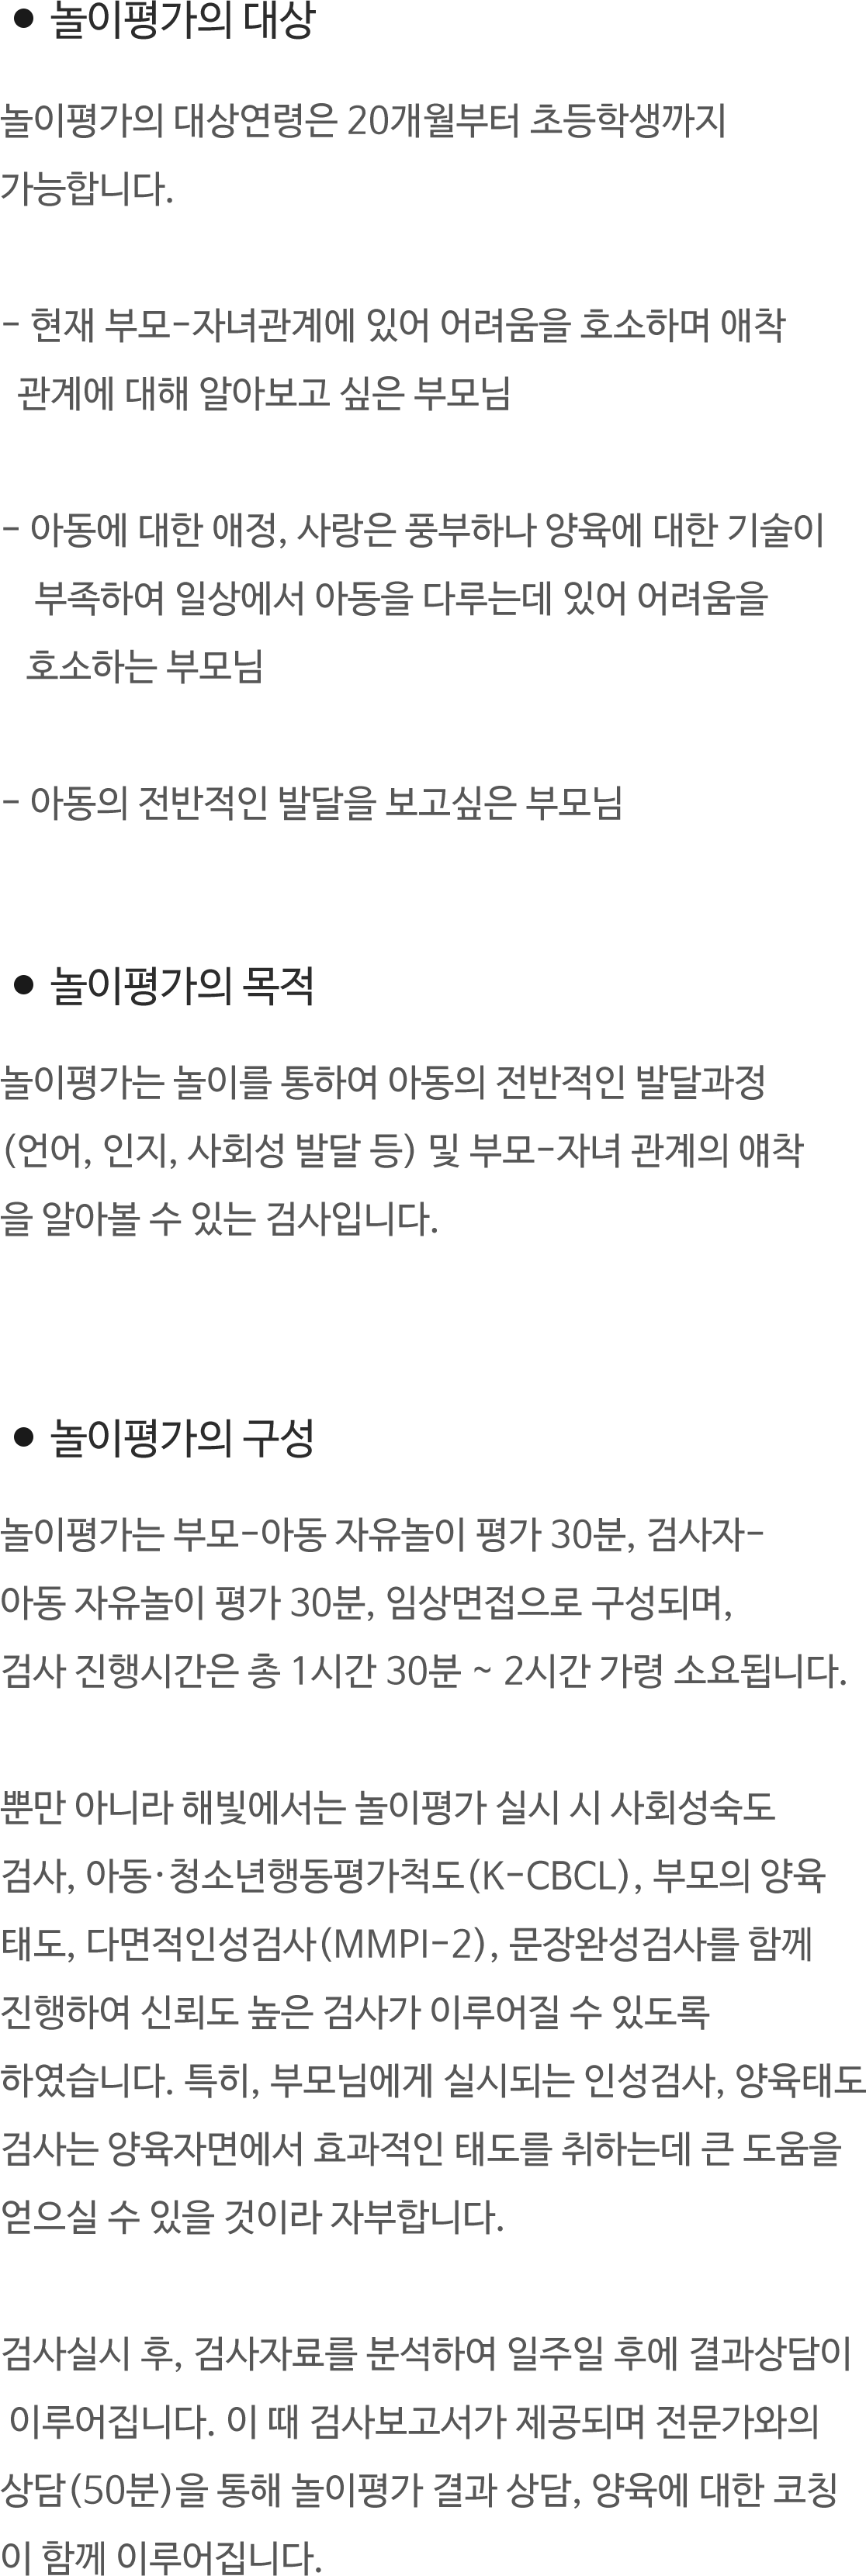 ● 놀이평가의 대상
놀이평가의 대상연령은 20개월부터 초등학생까지
가능합니다.
- 현재 부모-자녀관계에 있어 어려움을 호소하며 애착
관계에 대해 알아보고 싶은 부모님
- 아동에 대한 애정, 사랑은 풍부하나 양육에 대한 기술이
부족하여 일상에서 아동을 다루는데 있어 어려움을
호소하는 부모님
- 아동의 전반적인 발달을 보고싶은 부모님
● 놀이평가의 목적
놀이평가는 놀이를 통하여 아동의 전반적인 발달과정
(언어, 인지, 사회성 발달 등) 및 부모-자녀 관계의 얘착
을 알아볼 수 있는 검사입니다.
● 놀이평가의 구성
놀이평가는 부모-아동 자유놀이 평가 30분, 검사자-
아동 자유놀이 평가 30분, 임상면접으로 구성되며,
검사 진행시간은 총 1시간 30분 ~ 2시간 가령 소요됩니다.
뿐만 아니라 해빛에서는 놀이평가 실시 시 사회성숙도
검사, 아동·청소년행동평가척도(K-CBCL), 부모의 양육
태도, 다면적인성검사(MMPI-2), 문장완성검사를 함께
진행하여 신뢰도 높은 검사가 이루어질 수 있도록
하였습니다. 특히, 부모님에게 실시되는 인성검사, 양육태도
검사는 양육자면에서 효과적인 태도를 취하는데 큰 도움을
얻으실 수 있을 것이라 자부합니다.
검사실시 후, 검사자료를 분석하여 일주일 후에 결과상담이
이루어집니다. 이 때 검사보고서가 제공되며 전문가와의
상담(50분)을 통해 놀이평가 결과 상담, 양육에 대한 코칭
이 함께 이루어집니다.